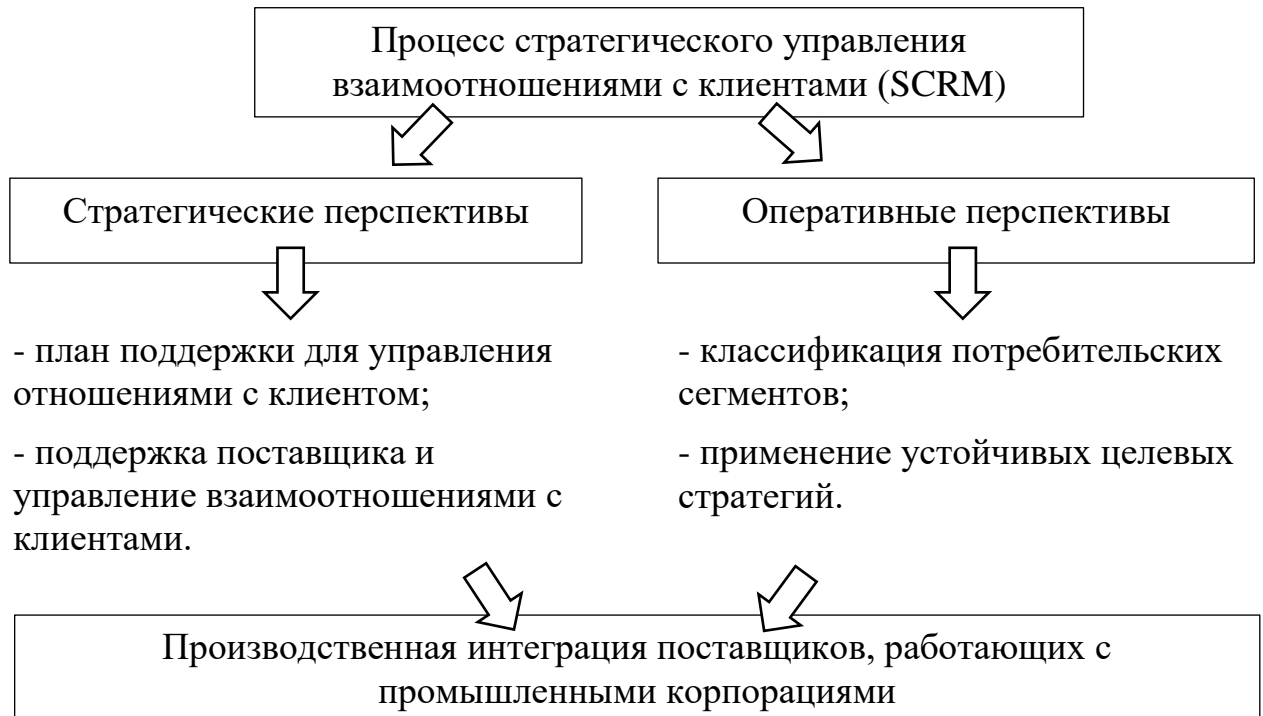 Процесс стратегического управления
взаимоотношениями с клиентами (SCRM)
Стратегические перспективы
Оперативные перспективы
- план поддержки для управления
отношениями с клиентом;
- поддержка поставщика и
управление взаимоотношениями с
клиентами.
- классификация потребительских
сегментов;
- применение устойчивых целевых
стратегий.
Производственная интеграция поставщиков, работающих с
промышленными корпорациями